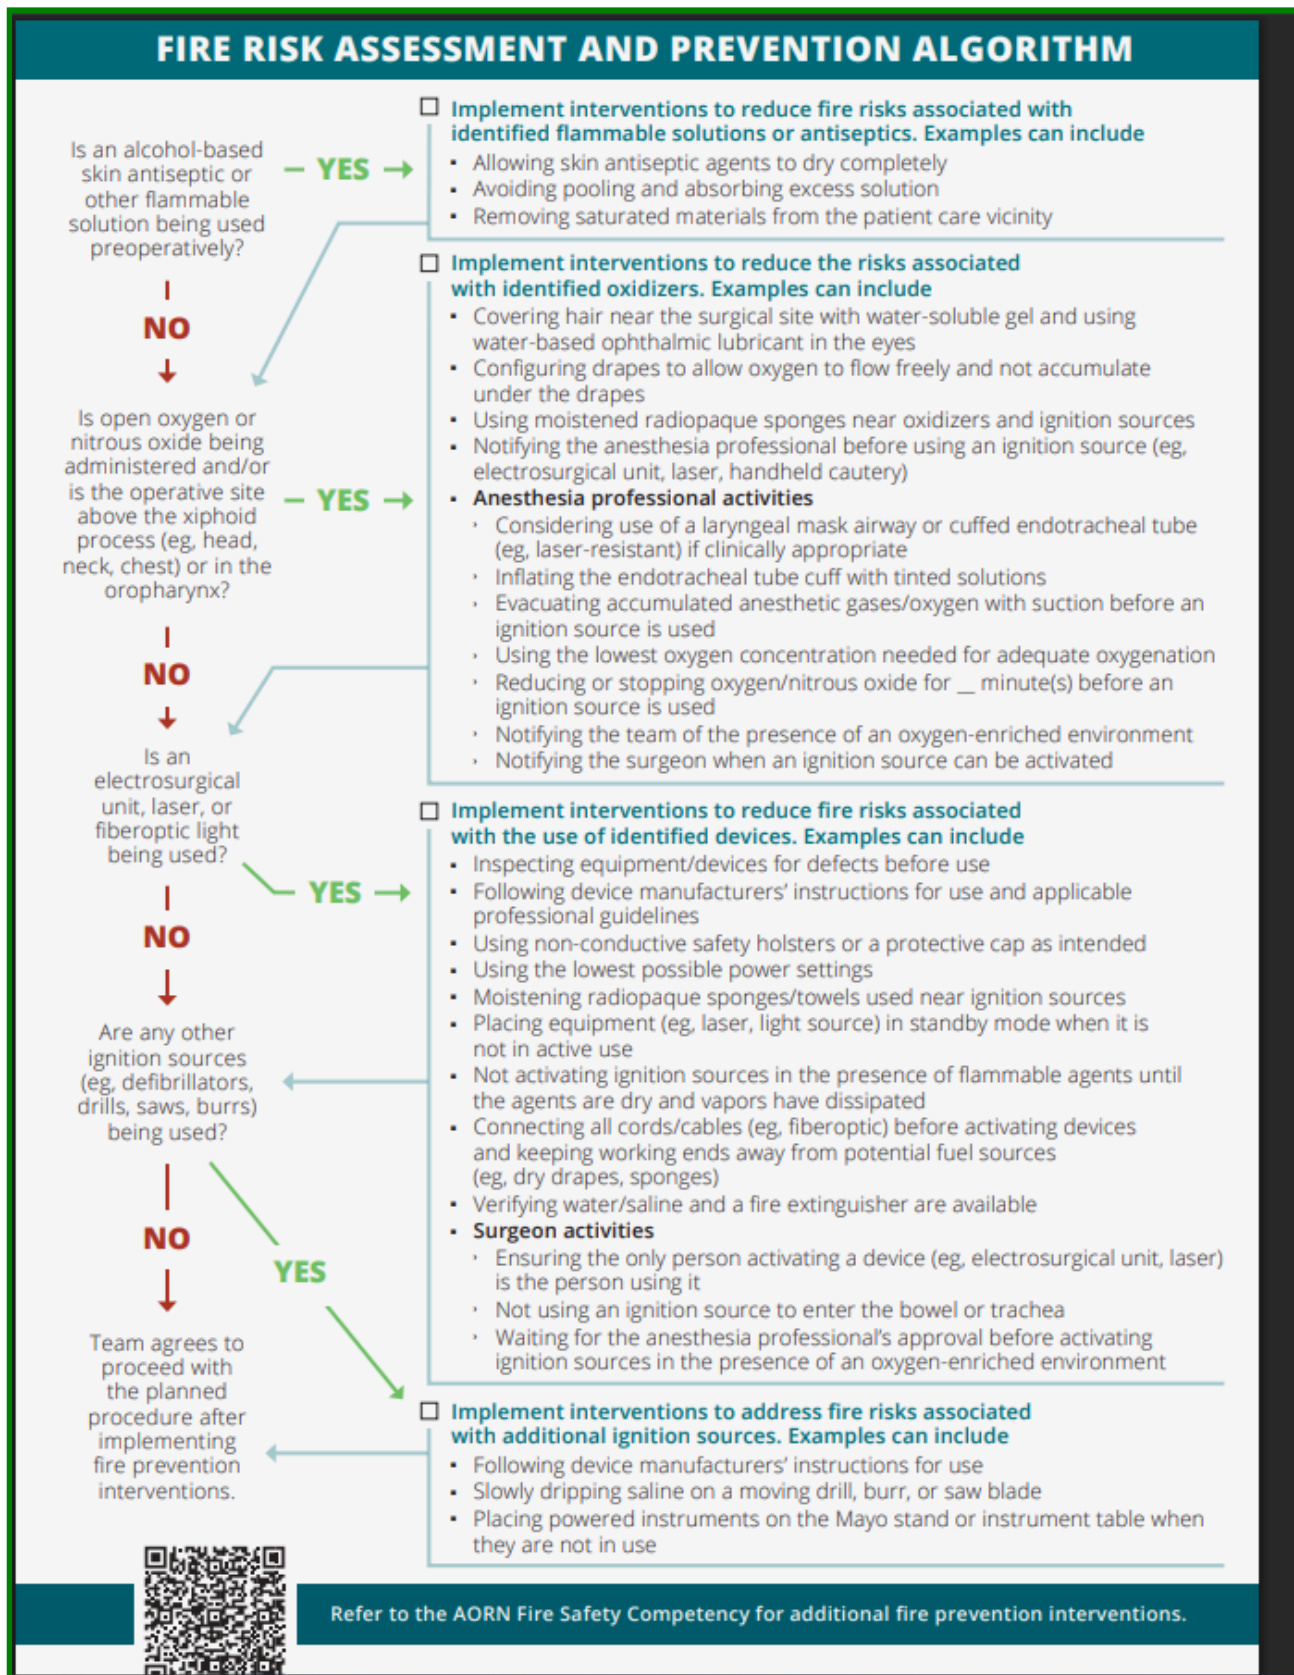 FIRE RISK ASSESSMENT AND PREVENTION ALGORITHM
Is an alcohol-based
skin antiseptic or
other flammable
solution being used
preoperatively?
YES
☐ Implement interventions to reduce fire risks associated with
identified flammable solutions or antiseptics. Examples can include
▪ Allowing skin antiseptic agents to dry completely
▪ Avoiding pooling and absorbing excess solution
▪ Removing saturated materials from the patient care vicinity
NO
Is open oxygen or
nitrous oxide being
administered and/or
is the operative site
above the xiphoid
process (eg, head,
neck, chest) or in the
oropharynx?
YES
☐ Implement interventions to reduce the risks associated
with identified oxidizers. Examples can include
▪ Covering hair near the surgical site with water-soluble gel and using
water-based ophthalmic lubricant in the eyes
▪ Configuring drapes to allow oxygen to flow freely and not accumulate
under the drapes
▪ Using moistened radiopaque sponges near oxidizers and ignition sources
▪ Notifying the anesthesia professional before using an ignition source (eg,
electrosurgical unit, laser, handheld cautery)
▪ Anesthesia professional activities
› Considering use of a laryngeal mask airway or cuffed endotracheal tube
(eg, laser-resistant) if clinically appropriate
› Inflating the endotracheal tube cuff with tinted solutions
› Evacuating accumulated anesthetic gases/oxygen with suction before an
ignition source is used
› Using the lowest oxygen concentration needed for adequate oxygenation
› Reducing or stopping oxygen/nitrous oxide for __ minute(s) before an
ignition source is used
› Notifying the team of the presence of an oxygen-enriched environment
› Notifying the surgeon when an ignition source can be activated
NO
Is an
electrosurgical
unit, laser, or
fiberoptic light
being used?
YES
☐ Implement interventions to reduce fire risks associated
with the use of identified devices. Examples can include
▪ Inspecting equipment/devices for defects before use
▪ Following device manufacturers' instructions for use and applicable
professional guidelines
▪ Using non-conductive safety holsters or a protective cap as intended
▪ Using the lowest possible power settings
▪ Moistening radiopaque sponges/towels used near ignition sources
▪ Placing equipment (eg, laser, light source) in standby mode when it is
not in active use
▪ Not activating ignition sources in the presence of flammable agents until
the agents are dry and vapors have dissipated
▪ Connecting all cords/cables (eg, fiberoptic) before activating devices
and keeping working ends away from potential fuel sources
(eg, dry drapes, sponges)
▪ Verifying water/saline and a fire extinguisher are available
▪ Surgeon activities
› Ensuring the only person activating a device (eg, electrosurgical unit, laser)
is the person using it
› Not using an ignition source to enter the bowel or trachea
› Waiting for the anesthesia professional's approval before activating
ignition sources in the presence of an oxygen-enriched environment
NO
Are any other
ignition sources
(eg, defibrillators,
drills, saws, burrs)
being used?
YES
☐ Implement interventions to address fire risks associated
with additional ignition sources. Examples can include
▪ Following device manufacturers' instructions for use
▪ Slowly dripping saline on a moving drill, burr, or saw blade
▪ Placing powered instruments on the Mayo stand or instrument table when
they are not in use
NO
Team agrees to
proceed with
the planned
procedure after
implementing
fire prevention
interventions.
Refer to the AORN Fire Safety Competency for additional fire prevention interventions.